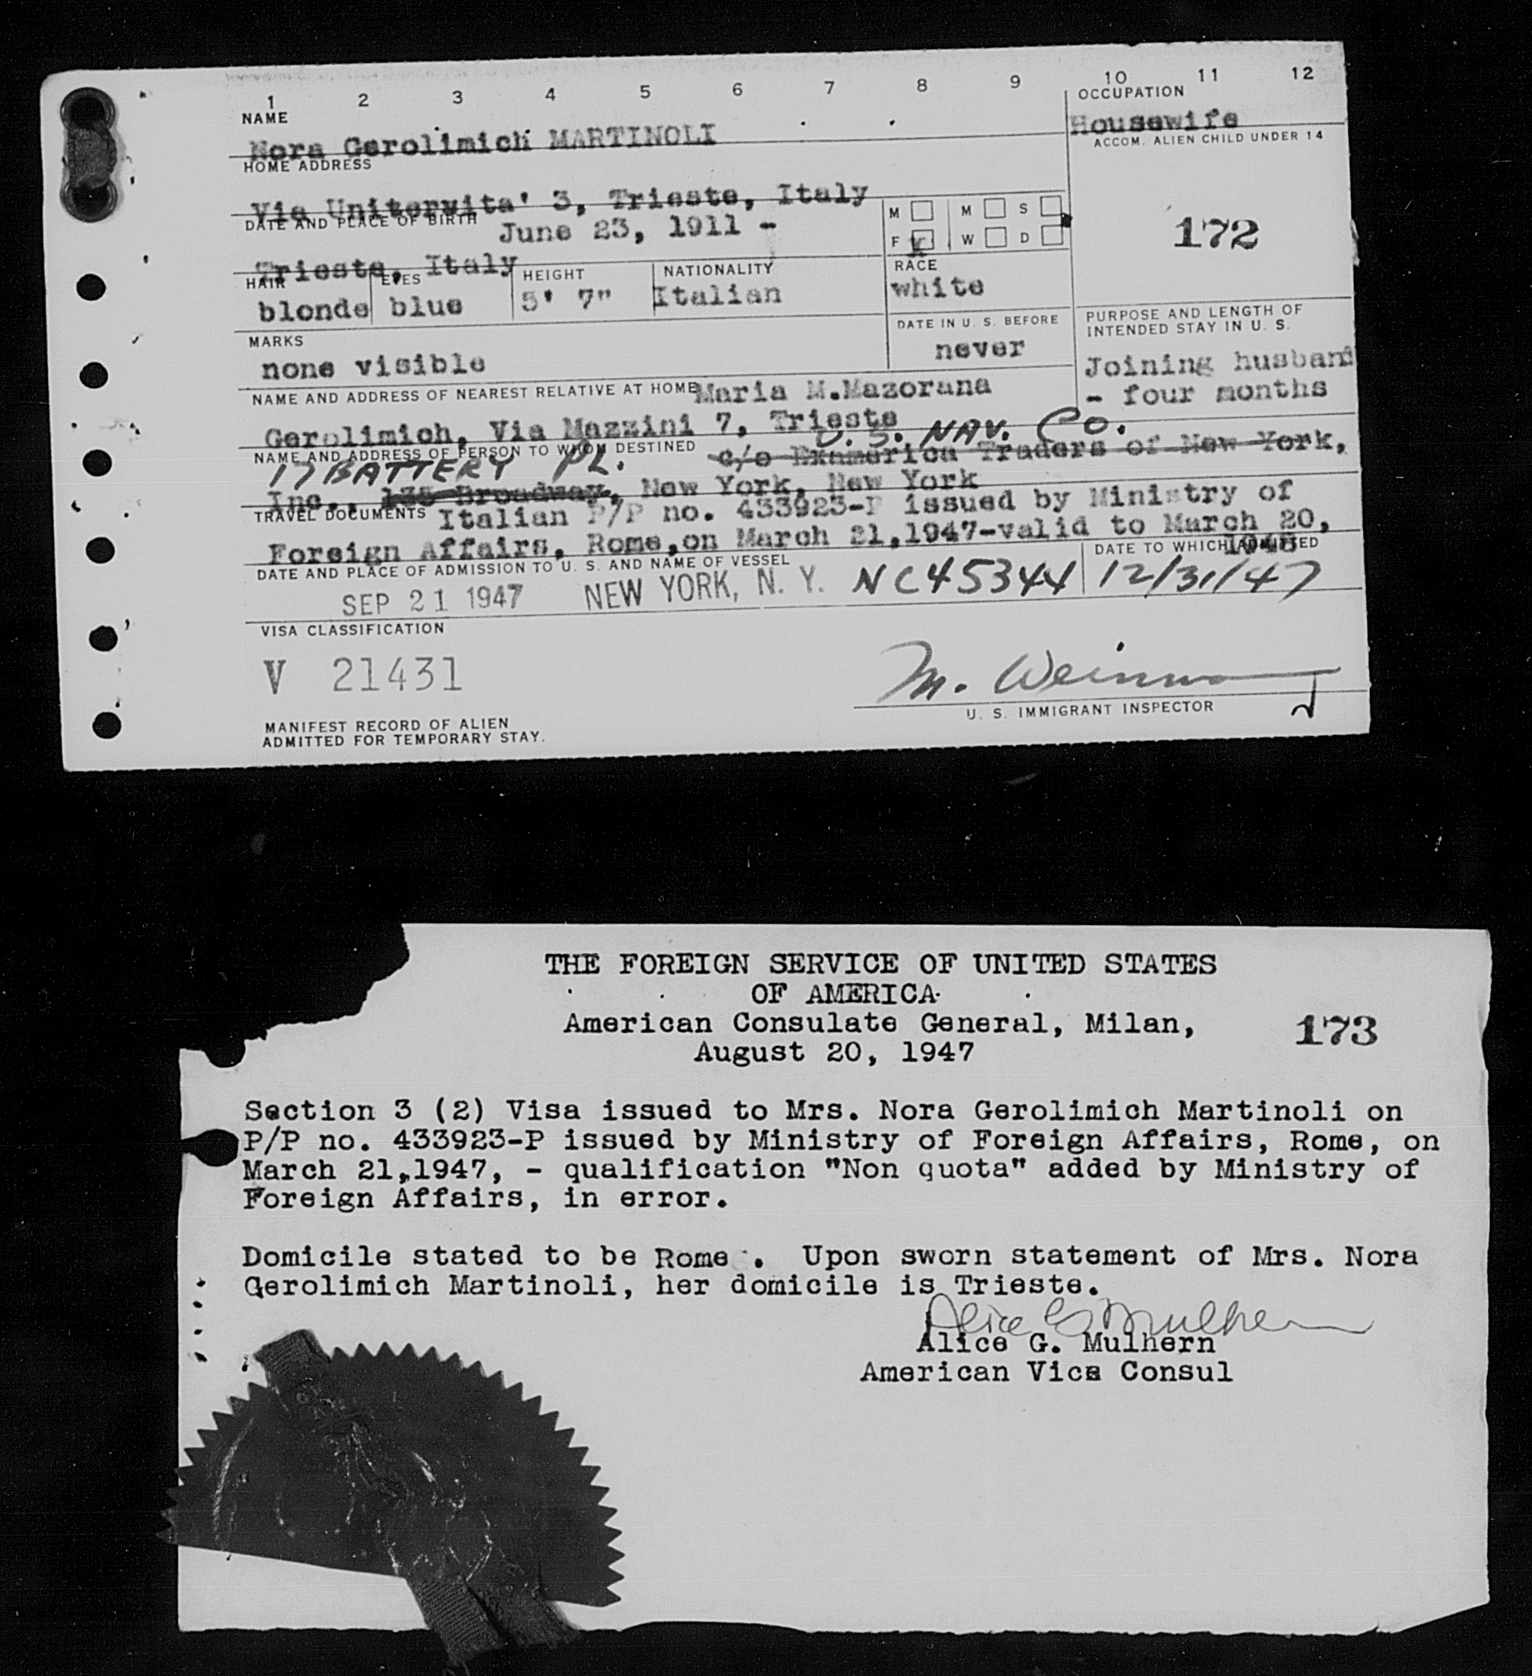 1 2 3 4 5 6 7 8 9 10 11 12
NAME
Nora Gerolimich MARTINOLI
OCCUPATION
Housewife
HOME ADDRESS
Via Unitervita' 3, Trieste, Italy
ACCOM. ALIEN CHILD UNDER 14
172
DATE AND PLACE OF BIRTH
June 23, 1911 -
Trieste, Italy
M M S
F x W D
HAIR
blonde
EYES
blue
HEIGHT
5' 7"
NATIONALITY
Italian
RACE
white
MARKS
none visible
DATE IN U. S. BEFORE
never
PURPOSE AND LENGTH OF
INTENDED STAY IN U. S.
Joining husband
- four months
NAME AND ADDRESS OF NEAREST RELATIVE AT HOME
Maria M.Mazorana
Gerolimich, Via Mazzini 7, Trieste
U. S. NAV. CO.
NAME AND ADDRESS OF PERSON TO WHOM DESTINED
c/o Examerica Traders of New York,
17 BATTERY PL.
Inc., 135 Broadway, New York, New York
TRAVEL DOCUMENTS
Italian P/P no. 433923-P issued by Ministry of
Foreign Affairs, Rome,on March 21,1947-valid to March 20,
1948
DATE AND PLACE OF ADMISSION TO U. S. AND NAME OF VESSEL
SEP 21 1947 NEW YORK, N. Y. NC45344
DATE TO WHICH ADMITTED
12/31/47
VISA CLASSIFICATION
V 21431
M. Weinman
U. S. IMMIGRANT INSPECTOR
MANIFEST RECORD OF ALIEN
ADMITTED FOR TEMPORARY STAY.
THE FOREIGN SERVICE OF UNITED STATES
OF AMERICA
American Consulate General, Milan,
173
August 20, 1947
Section 3 (2) Visa issued to Mrs. Nora Gerolimich Martinoli on
P/P no. 433923-P issued by Ministry of Foreign Affairs, Rome, on
March 21,1947, - qualification "Non quota" added by Ministry of
Foreign Affairs, in error.
Domicile stated to be Rome . Upon sworn statement of Mrs. Nora
Gerolimich Martinoli, her domicile is Trieste.
Alice G Mulhern
Alice G. Mulhern
American Vice Consul